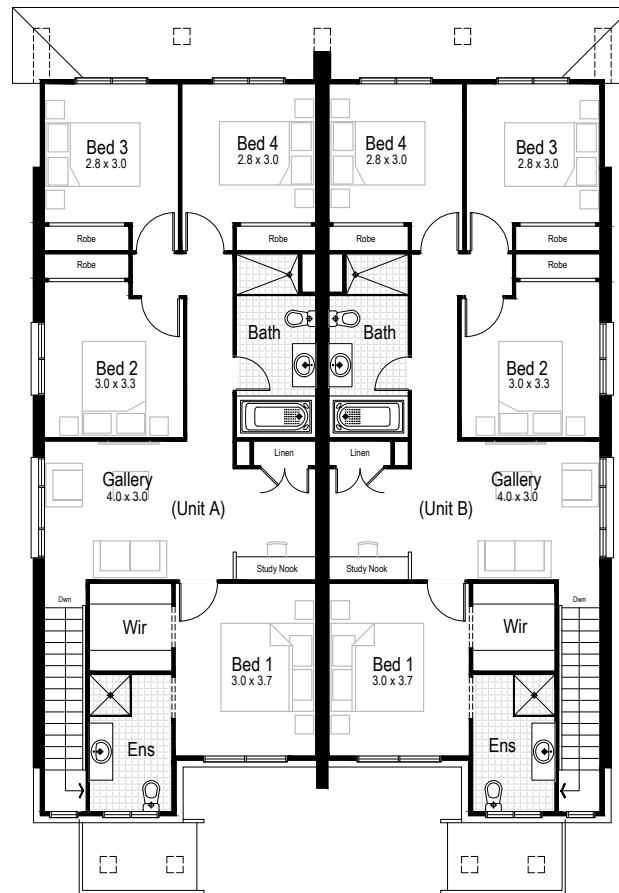 Bed 3
2.8 x 3.0
Bed 4
2.8 x 3.0
Bed 4
2.8 x 3.0
Bed 3
2.8 x 3.0
Robe
Robe
Robe
Robe
Robe
Robe
Bath
Bath
Bed 2
3.0 x 3.3
Bed 2
3.0 x 3.3
Linen
Linen
Gallery
4.0 x 3.0
(Unit A)
(Unit B)
Gallery
4.0 x 3.0
Study Nook
Study Nook
Dwn
Dwn
Wir
Wir
Bed 1
3.0 x 3.7
Bed 1
3.0 x 3.7
Ens
Ens